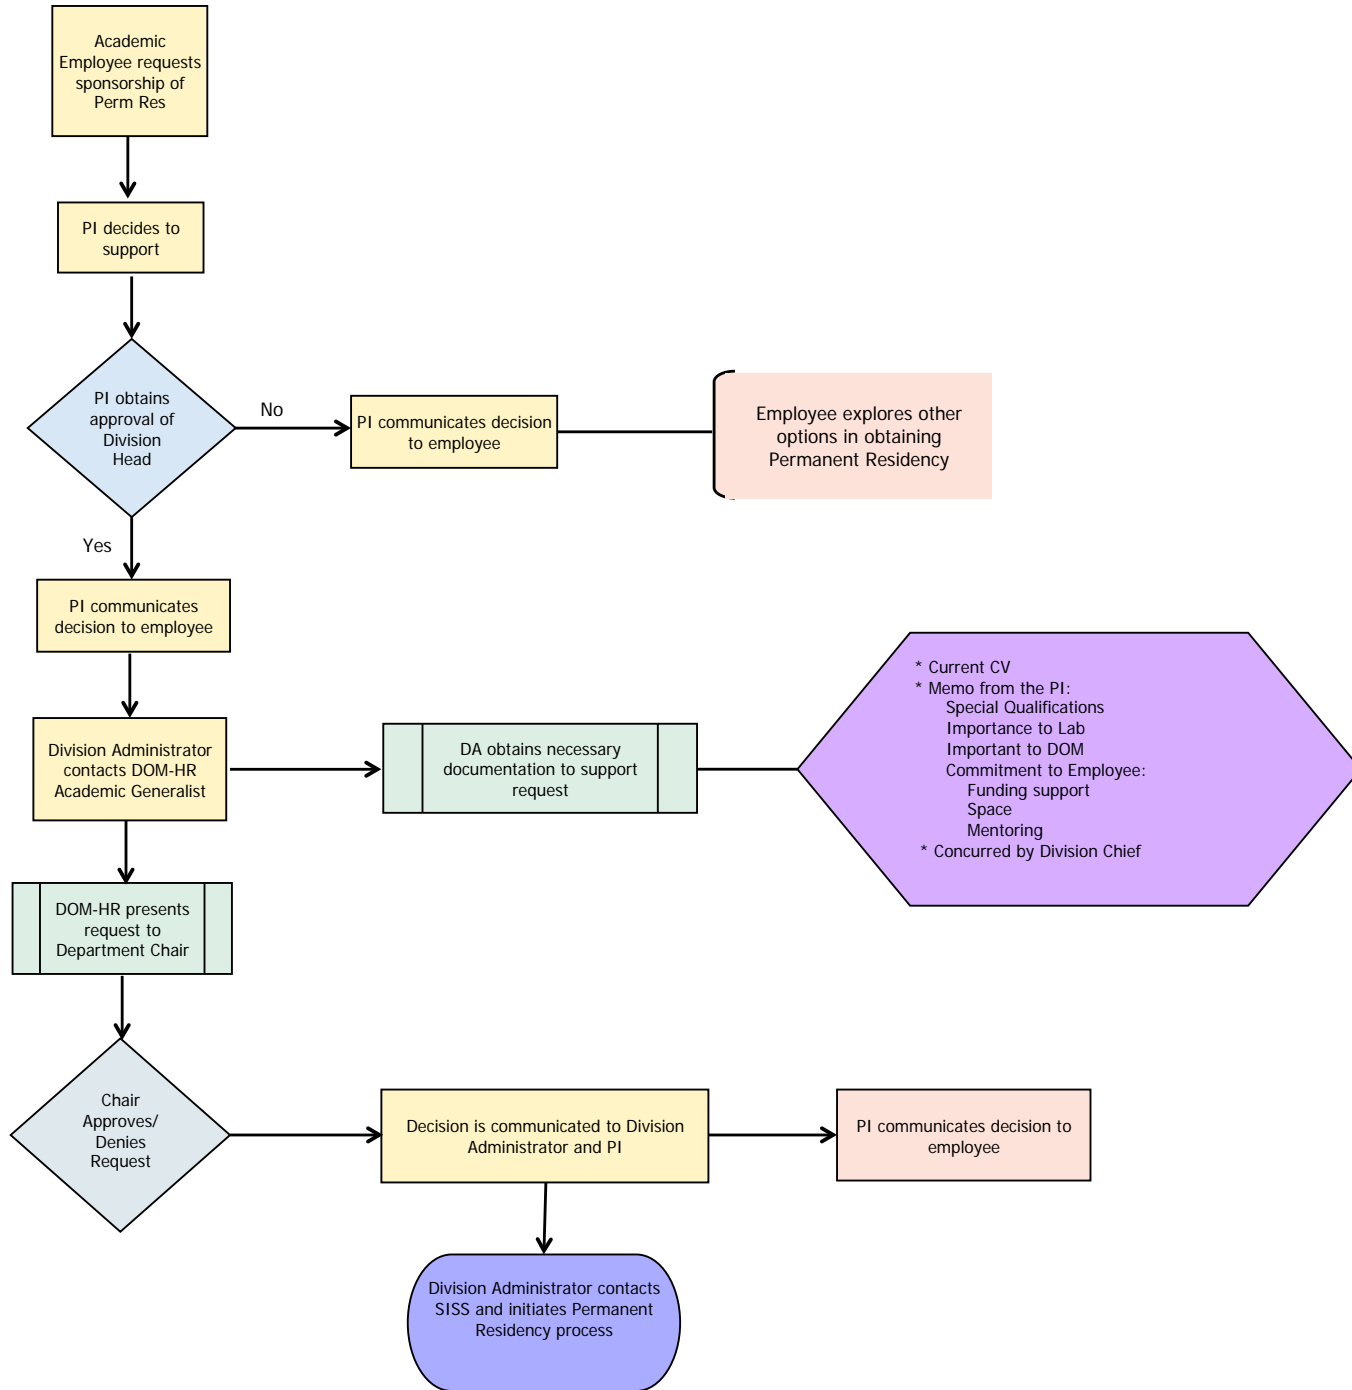 Academic
Employee requests
sponsorship of
Perm Res
PI decides to
support
PI obtains
approval of
Division
Head
No
PI communicates decision
to employee
Employee explores other
options in obtaining
Permanent Residency
Yes
PI communicates
decision to employee
Division Administrator
contacts DOM-HR
Academic Generalist
DA obtains necessary
documentation to support
request
* Current CV
* Memo from the PI:
Special Qualifications
Importance to Lab
Important to DOM
Commitment to Employee:
Funding support
Space
Mentoring
* Concurred by Division Chief
DOM-HR presents
request to
Department Chair
Chair
Approves/
Denies
Request
Decision is communicated to Division
Administrator and PI
PI communicates decision to
employee
Division Administrator contacts
SISS and initiates Permanent
Residency process